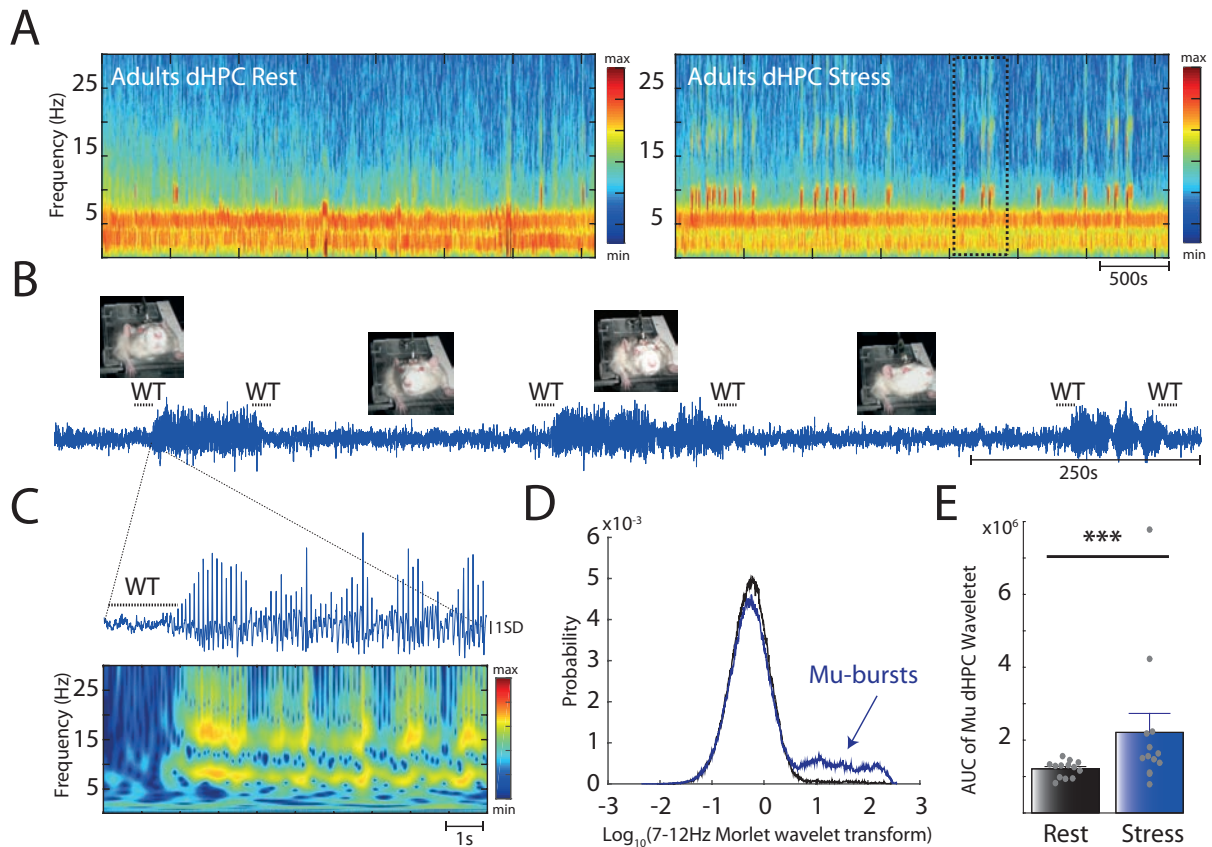 A
Adults dHPC Rest
Frequency (Hz)
25
15
5
max
min
Adults dHPC Stress
25
15
5
max
min
500s
B
WT
WT
WT
WT
WT
WT
250s
C
WT
1SD
Frequency (Hz)
25
15
5
max
min
1s
D
x10-3
Probability
6
5
4
3
2
1
0
-3
-2
-1
0
1
2
3
Mu-bursts
Log10(7-12Hz Morlet wavelet transform)
E
x106
AUC of Mu dHPC Waveletet
8
6
4
2
***
Rest
Stress